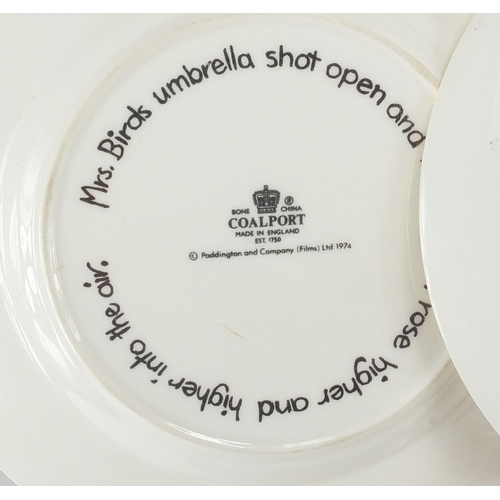 Mrs. Birds umbrella shot open and
rose higher and higher into the air.
BONE CHINA ®
COALPORT
MADE IN ENGLAND
EST. 1750
© Paddington and Company (Films) Ltd 1974